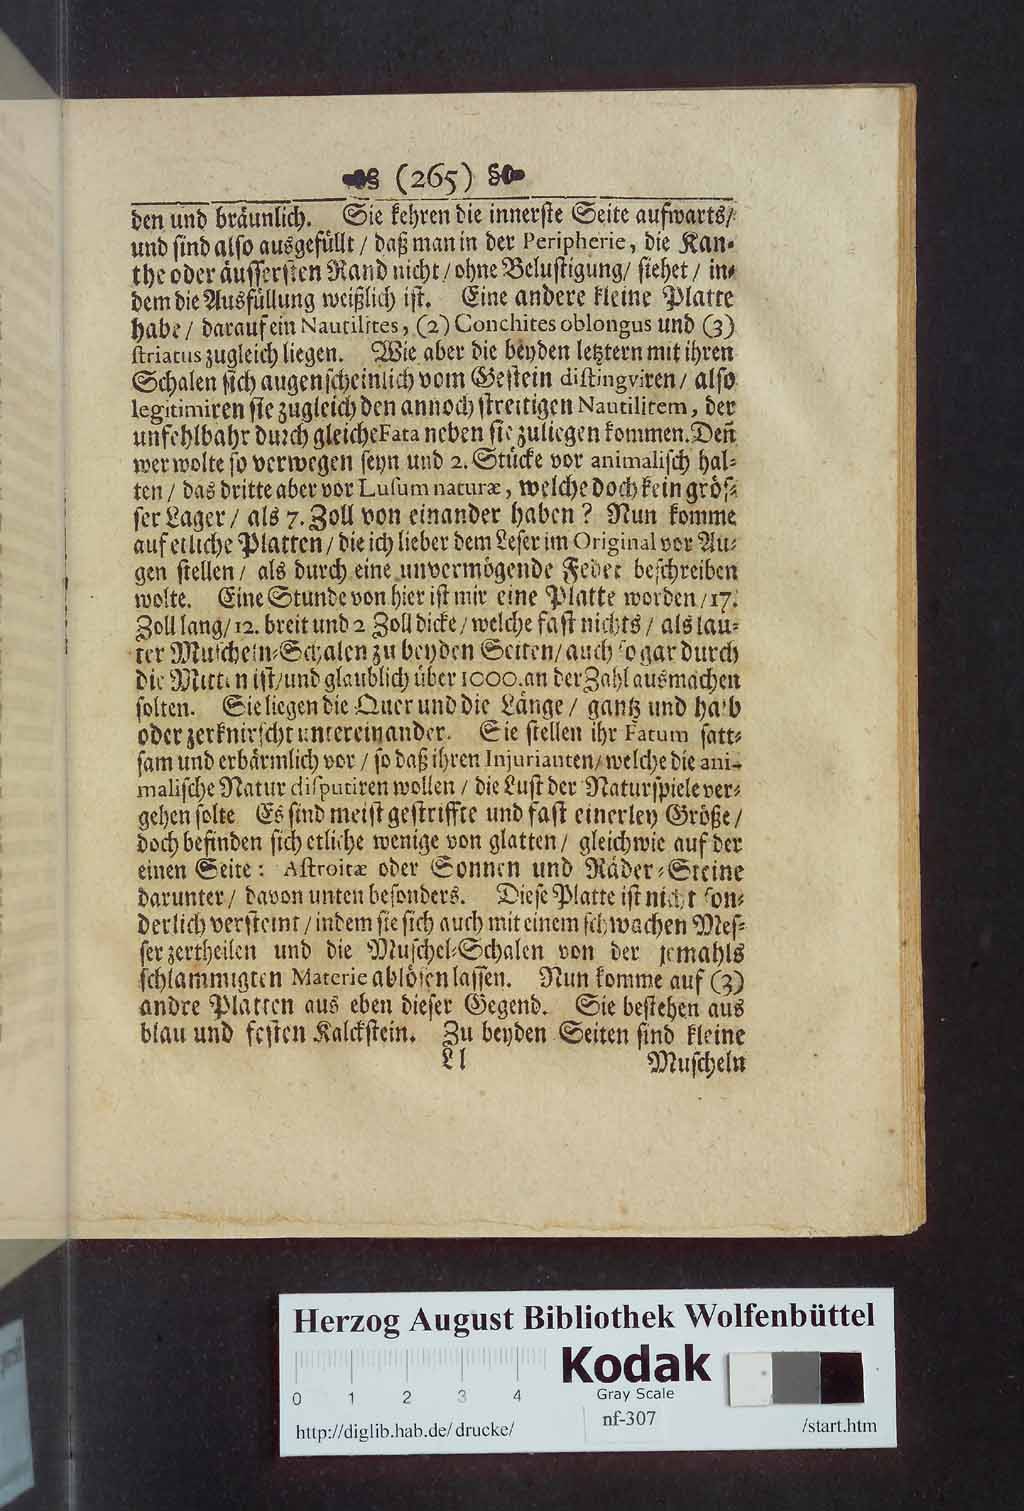 (265)
den und bräunlich. Sie kehren die innerste Seite aufwarts/
und sind also ausgefüllt / daß man in der Peripherie, die Kan-
the oder äussersten Rand nicht / ohne Belustigung / siehet / in-
dem die Ausfüllung weißlich ist. Eine andere kleine Platte
habe / darauf ein Nautilites, (2) Conchites oblongus und (3)
striatus zugleich liegen. Wie aber die beyden letztern mit ihren
Schalen sich augenscheinlich vom Gestein distingviren / also
legitimiren sie zugleich den annoch streitigen Nautilitem, der
unfehlbahr durch gleiche Fata neben sie zuliegen kommen. Den̄
wer wolte so verwegen seyn und 2. Stücke vor animalisch hal-
ten / das dritte aber vor Lusum naturæ, welche doch kein grös-
ser Lager / als 7. Zoll von einander haben ? Nun komme
auf etliche Platten / die ich lieber dem Leser im Original vor Au-
gen stellen / als durch eine unvermögende Feder beschreiben
wolte. Eine Stunde von hier ist mir eine Platte worden / 17.
Zoll lang / 12. breit und 2 Zoll dicke / welche fast nichts / als lau-
ter Muscheln-Schalen zu beyden Seiten / auch so gar durch
die Mitten ist / und glaublich über 1000. an der Zahl ausmachen
solten. Sie liegen die Quer und die Länge / gantz und halb
oder zerknirscht untereinander. Sie stellen ihr Fatum satt-
sam und erbärmlich vor / so daß ihren Injurianten / welche die ani-
malische Natur disputiren wollen / die Lust der Naturspiele ver-
gehen solte Es sind meist gestriffte und fast einerley Größe /
doch befinden sich etliche wenige von glatten / gleichwie auf der
einen Seite : Astroitæ oder Sonnen und Räder-Steine
darunter / davon unten besonders. Diese Platte ist nicht son-
derlich versteint / indem sie sich auch mit einem schwachen Mes-
ser zertheilen und die Muschel-Schalen von der jemahls
schlammigten Materie ablösen lassen. Nun komme auf (3)
andre Platten aus eben dieser Gegend. Sie bestehen aus
blau und festen Kalckstein. Zu beyden Seiten sind kleine
Ll Muscheln
Herzog August Bibliothek Wolfenbüttel
0 1 2 3 4
Kodak
Gray Scale
nf-307
http://diglib.hab.de/drucke/ /start.htm